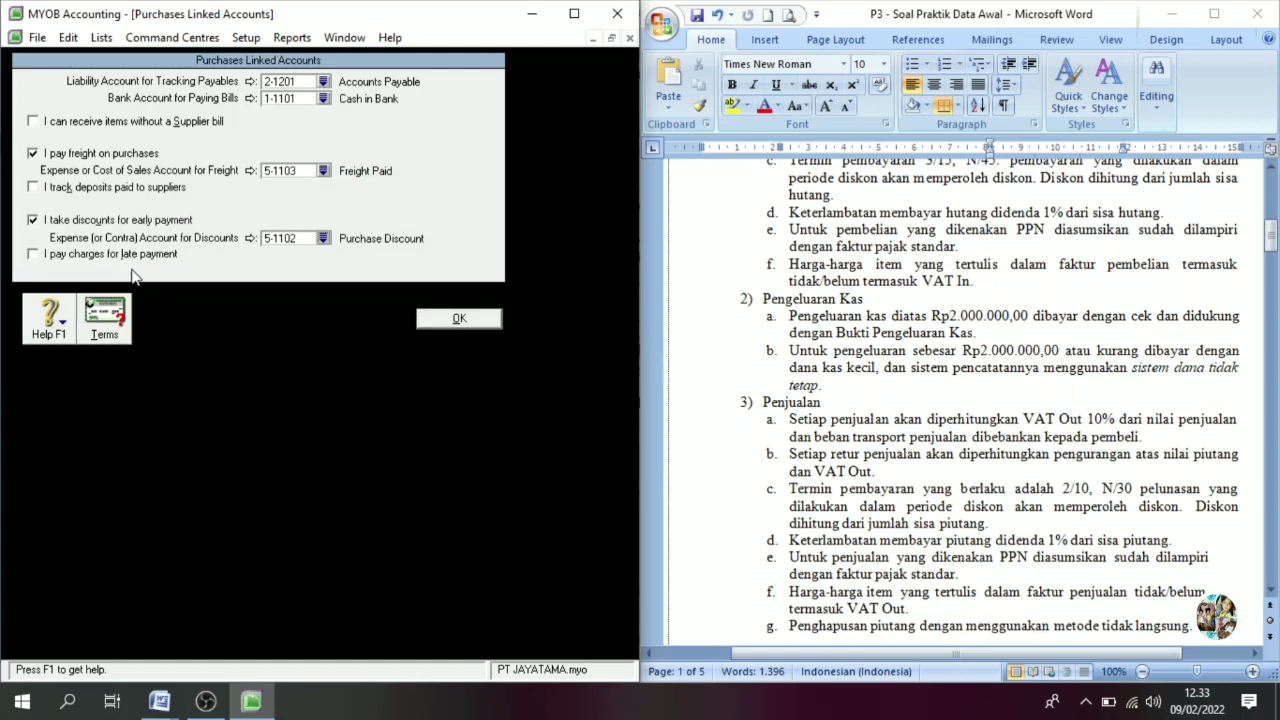 MYOB Accounting - [Purchases Linked Accounts]
File Edit Lists Command Centres Setup Reports Window Help
Purchases Linked Accounts
Liability Account for Tracking Payables 2-1201 Accounts Payable
Bank Account for Paying Bills 1-1101 Cash in Bank
I can receive items without a Supplier bill
I pay freight on purchases
Expense or Cost of Sales Account for Freight 5-1103 Freight Paid
I track deposits paid to suppliers
I take discounts for early payment
Expense (or Contra) Account for Discounts 5-1102 Purchase Discount
I pay charges for late payment
Help F1
Terms
OK
Press F1 to get help.
PT JAYATAMA.myo
P3 - Soal Praktik Data Awal - Microsoft Word
Home Insert Page Layout References Mailings Review View Design Layout
Paste
Clipboard
Times New Roman 10
Font
Paragraph
Quick Styles
Change Styles
Styles
Editing
c. Termin pembayaran 3/15, N/45. pembayaran yang dilakukan dalam
periode diskon akan memperoleh diskon. Diskon dihitung dari jumlah sisa
hutang.
d. Keterlambatan membayar hutang didenda 1% dari sisa hutang.
e. Untuk pembelian yang dikenakan PPN diasumsikan sudah dilampiri
dengan faktur pajak standar.
f. Harga-harga item yang tertulis dalam faktur pembelian termasuk
tidak/belum termasuk VAT In.
2) Pengeluaran Kas
a. Pengeluaran kas diatas Rp2.000.000,00 dibayar dengan cek dan didukung
dengan Bukti Pengeluaran Kas.
b. Untuk pengeluaran sebesar Rp2.000.000,00 atau kurang dibayar dengan
dana kas kecil, dan sistem pencatatannya menggunakan sistem dana tidak
tetap.
3) Penjualan
a. Setiap penjualan akan diperhitungkan VAT Out 10% dari nilai penjualan
dan beban transport penjualan dibebankan kepada pembeli.
b. Setiap retur penjualan akan diperhitungkan pengurangan atas nilai piutang
dan VAT Out.
c. Termin pembayaran yang berlaku adalah 2/10, N/30 pelunasan yang
dilakukan dalam periode diskon akan memperoleh diskon. Diskon
dihitung dari jumlah sisa piutang.
d. Keterlambatan membayar piutang didenda 1% dari sisa piutang.
e. Untuk penjualan yang dikenakan PPN diasumsikan sudah dilampiri
dengan faktur pajak standar.
f. Harga-harga item yang tertulis dalam faktur penjualan tidak/belum
termasuk VAT Out.
g. Penghapusan piutang dengan menggunakan metode tidak langsung.
Page: 1 of 5 Words: 1.396 Indonesian (Indonesia) 100%
12.33
09/02/2022